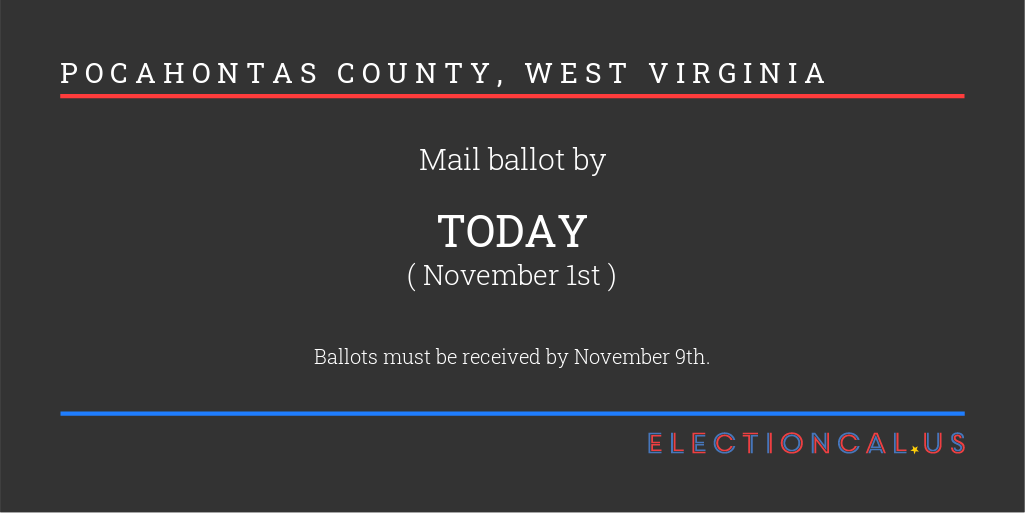 POCAHONTAS COUNTY, WEST VIRGINIA
Mail ballot by
TODAY
( November 1st )
Ballots must be received by November 9th.
ELECTIONCAL.US